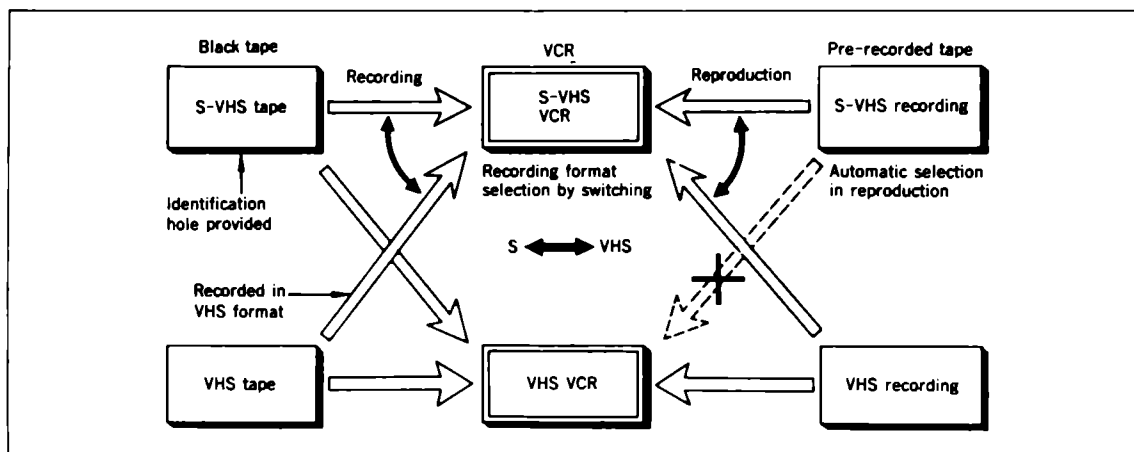 Black tape
S-VHS tape
Identification
hole provided
Recorded in
VHS format
VHS tape
Recording
VCR
S-VHS
VCR
Recording format
selection by switching
S
VHS
VHS VCR
Reproduction
Pre-recorded tape
S-VHS recording
Automatic selection
in reproduction
VHS recording